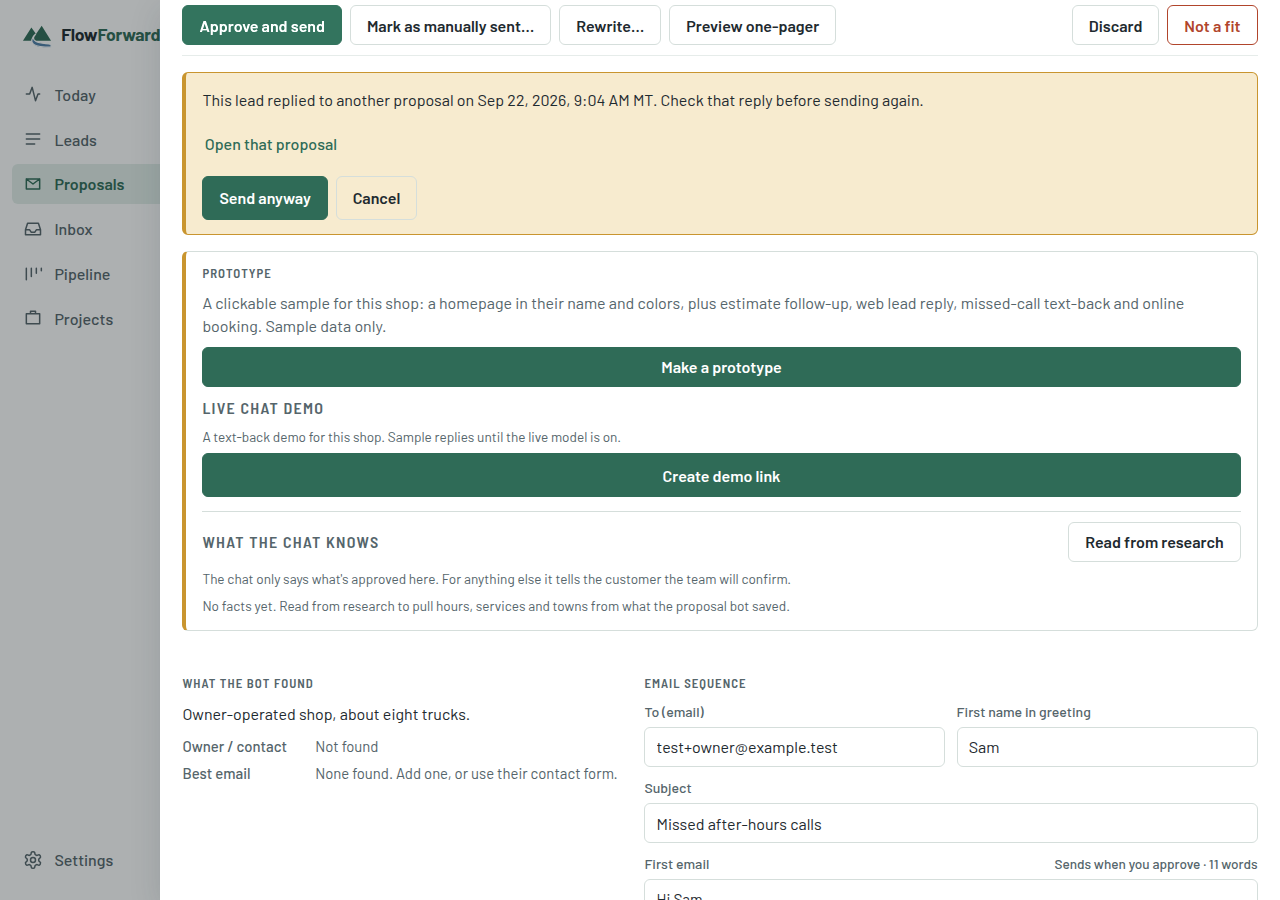 FlowForward
Today
Leads
Proposals
Inbox
Pipeline
Projects
Settings
Approve and send
Mark as manually sent...
Rewrite...
Preview one-pager
Discard
Not a fit
This lead replied to another proposal on Sep 22, 2026, 9:04 AM MT. Check that reply before sending again.
Open that proposal
Send anyway
Cancel
PROTOTYPE
A clickable sample for this shop: a homepage in their name and colors, plus estimate follow-up, web lead reply, missed-call text-back and online
booking. Sample data only.
Make a prototype
LIVE CHAT DEMO
A text-back demo for this shop. Sample replies until the live model is on.
Create demo link
WHAT THE CHAT KNOWS
Read from research
The chat only says what's approved here. For anything else it tells the customer the team will confirm.
No facts yet. Read from research to pull hours, services and towns from what the proposal bot saved.
WHAT THE BOT FOUND
Owner-operated shop, about eight trucks.
Owner / contact Not found
Best email None found. Add one, or use their contact form.
EMAIL SEQUENCE
To (email)
First name in greeting
test+owner@example.test
Sam
Subject
Missed after-hours calls
First email
Sends when you approve · 11 words
Hi Sam